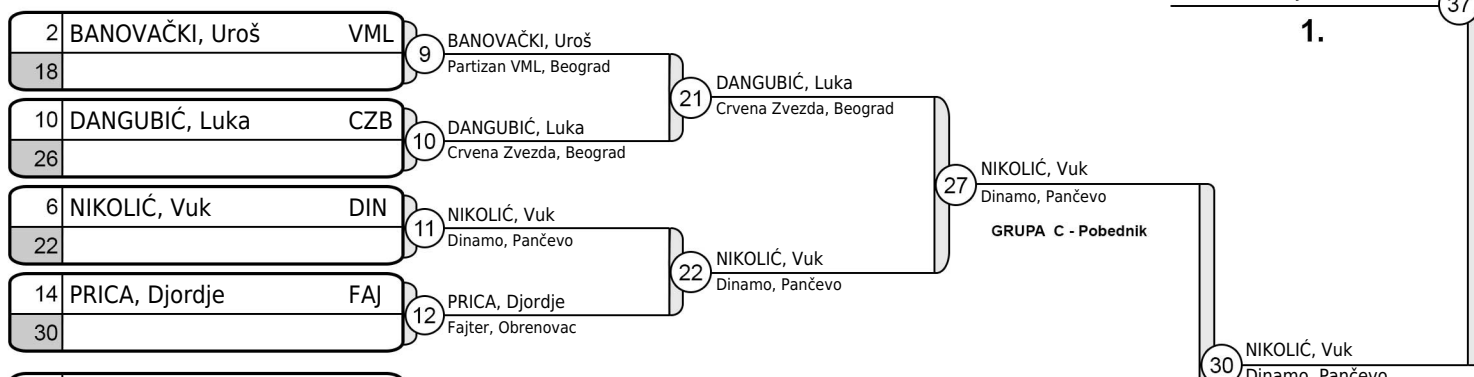 37
1.
2 BANOVAČKI, Uroš VML
18
9
BANOVAČKI, Uroš
Partizan VML, Beograd
10 DANGUBIĆ, Luka CZB
26
10
DANGUBIĆ, Luka
Crvena Zvezda, Beograd
21
DANGUBIĆ, Luka
Crvena Zvezda, Beograd
6 NIKOLIĆ, Vuk DIN
22
11
NIKOLIĆ, Vuk
Dinamo, Pančevo
14 PRICA, Djordje FAJ
30
12
PRICA, Djordje
Fajter, Obrenovac
22
NIKOLIĆ, Vuk
Dinamo, Pančevo
27
NIKOLIĆ, Vuk
Dinamo, Pančevo
GRUPA C - Pobednik
30
NIKOLIĆ, Vuk
Dinamo, Pančevo